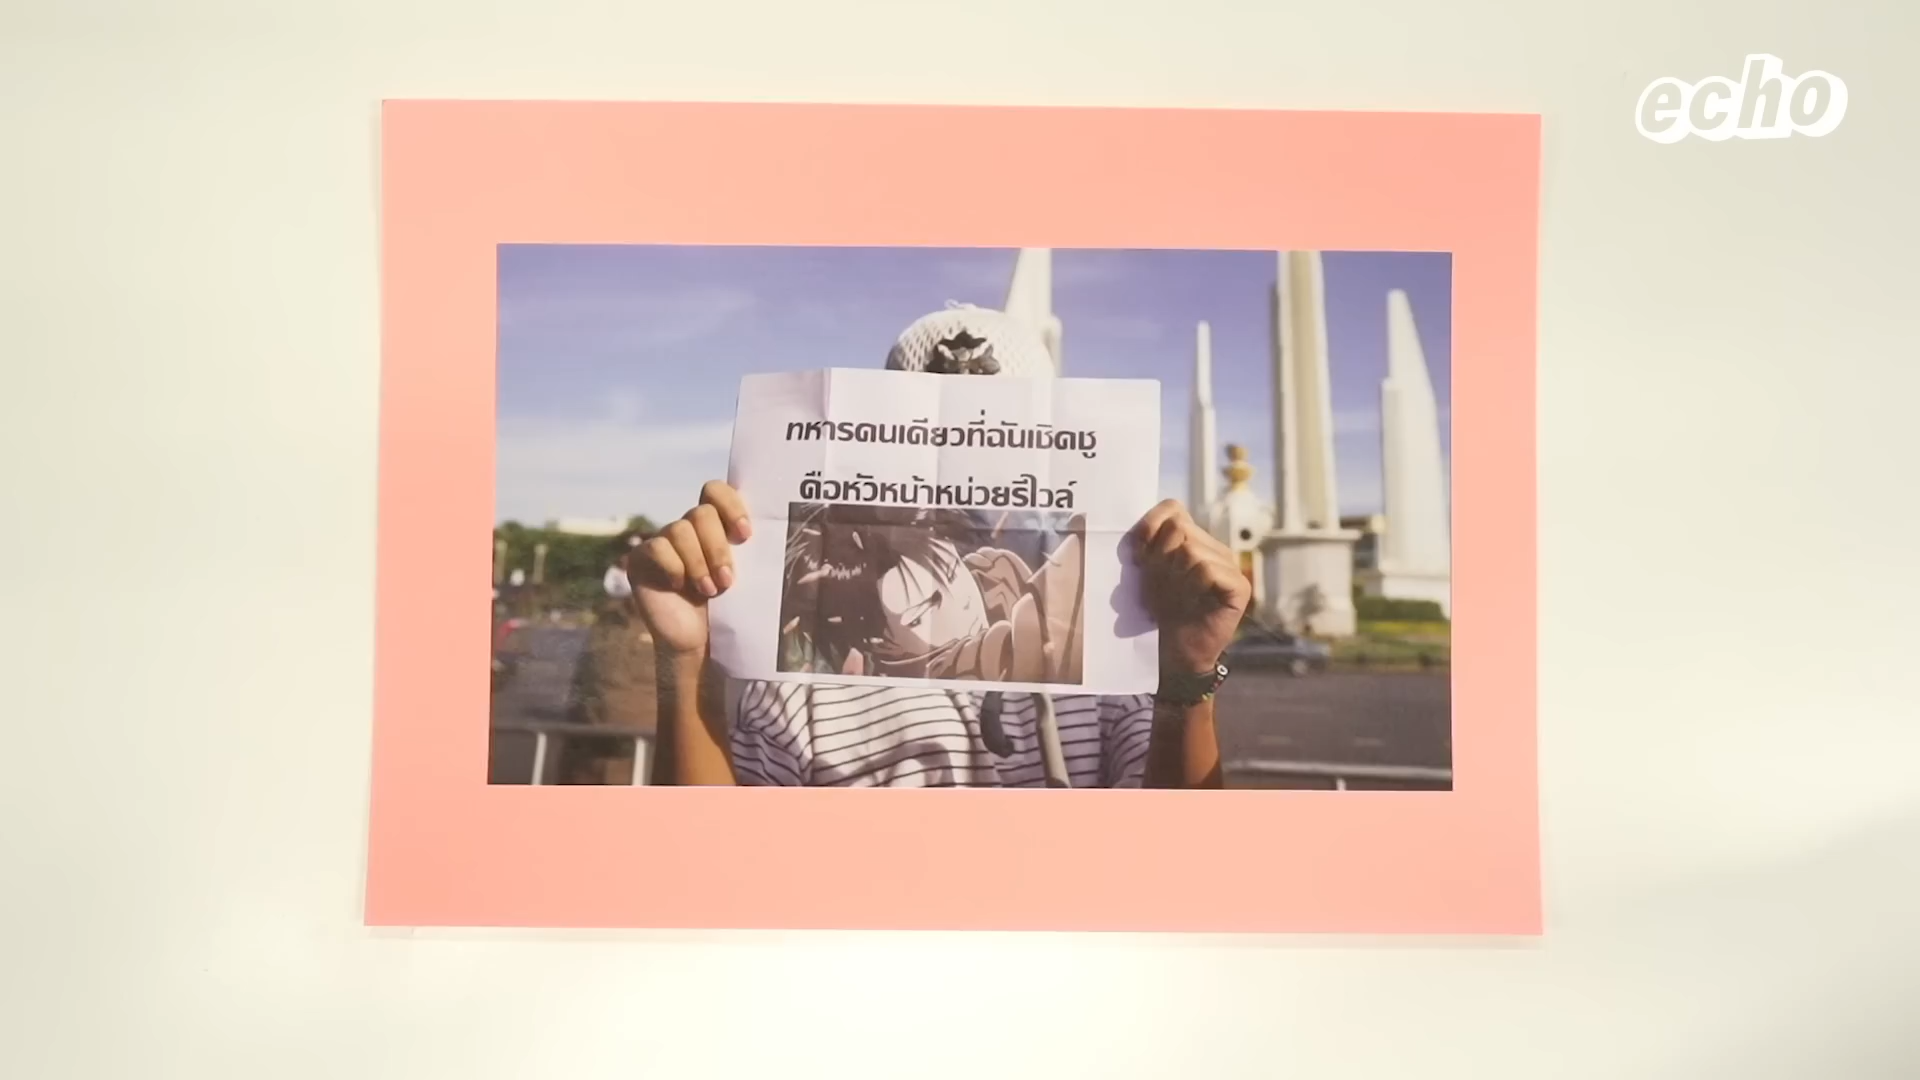 echo
ทหารคนเดียวที่ฉันเชิดชู
คือหัวหน้าหน่วยรีไวล์